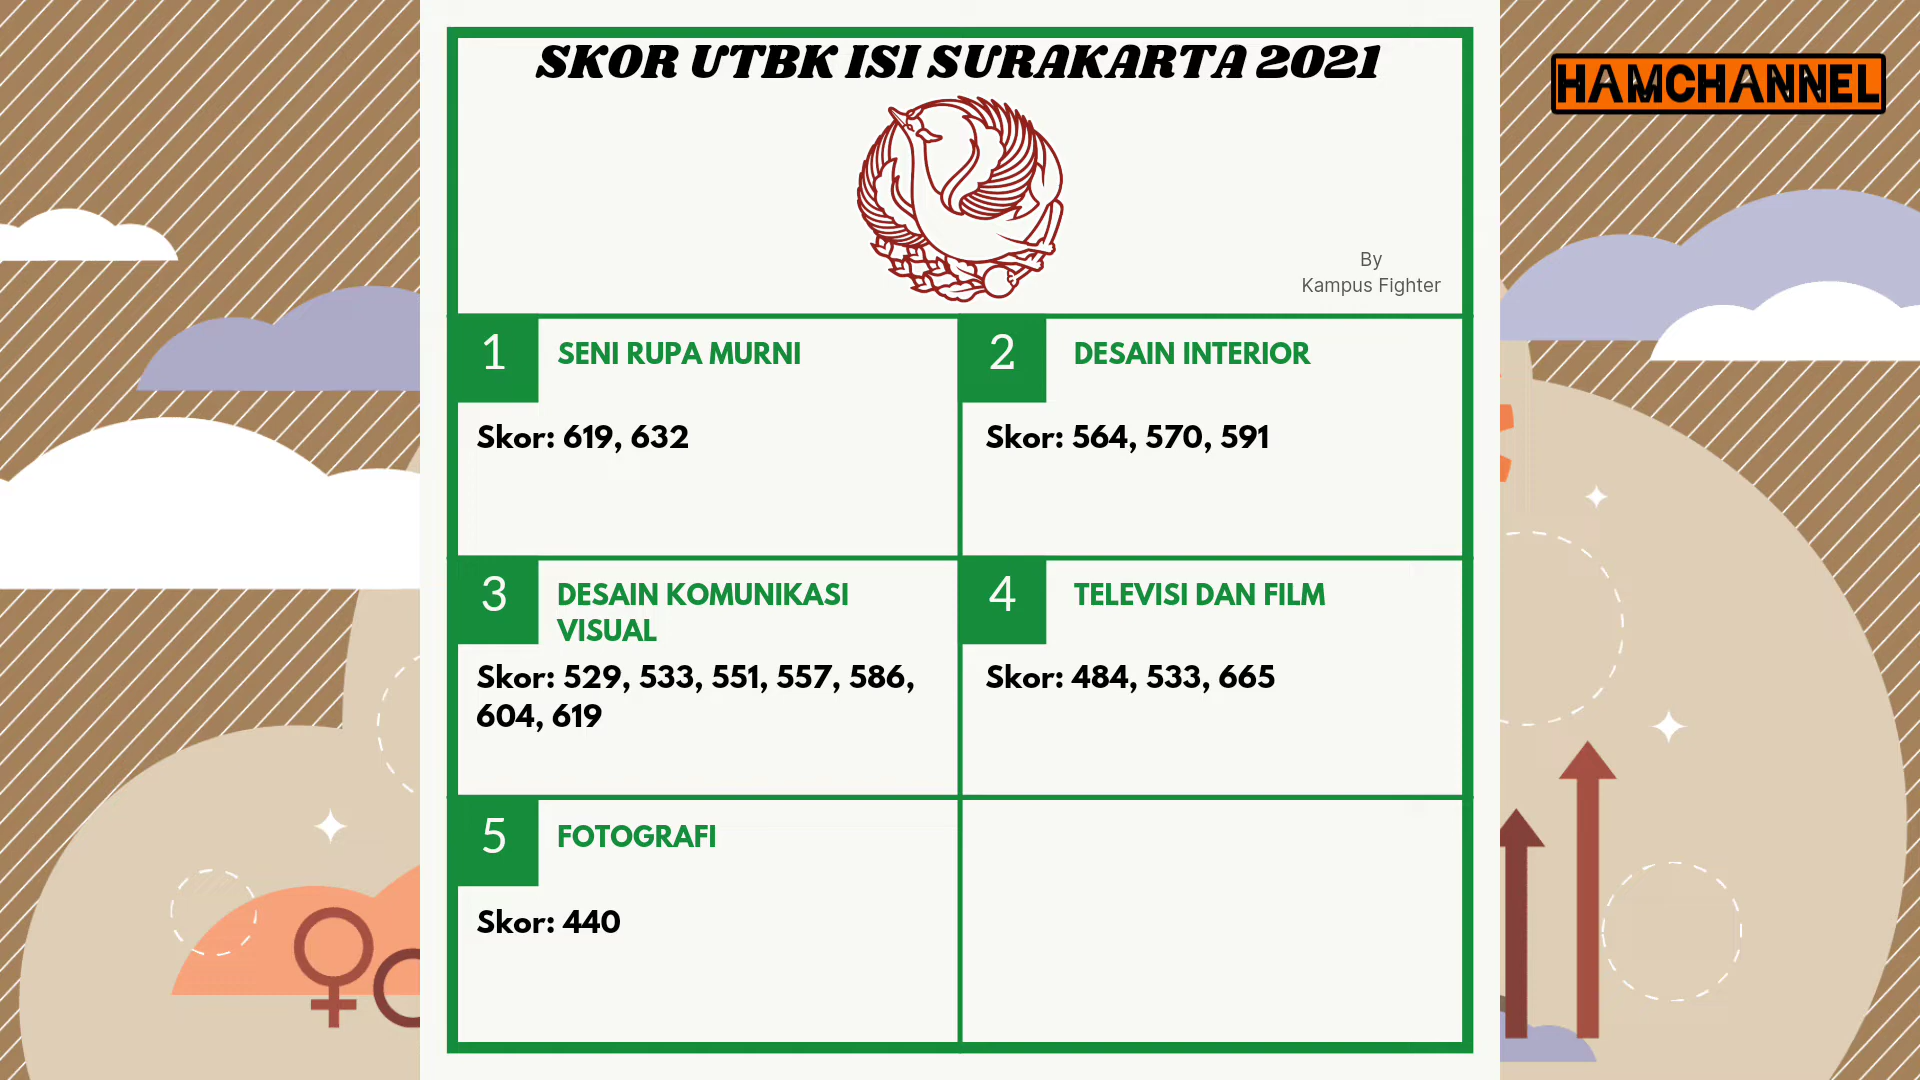 SKOR UTBK ISI SURAKARTA 2021
HAMCHANNEL
By
Kampus Fighter
1
SENI RUPA MURNI
Skor: 619, 632
2
DESAIN INTERIOR
Skor: 564, 570, 591
3
DESAIN KOMUNIKASI
VISUAL
Skor: 529, 533, 551, 557, 586,
604, 619
4
TELEVISI DAN FILM
Skor: 484, 533, 665
5
FOTOGRAFI
Skor: 440